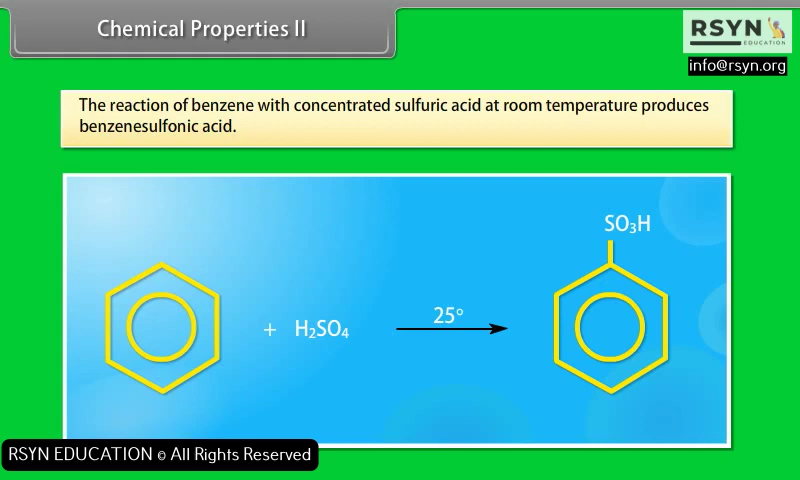 Chemical Properties II
RSYN
EDUCATION
info@rsyn.org
The reaction of benzene with concentrated sulfuric acid at room temperature produces
benzenesulfonic acid.
SO₃H
+ H₂SO₄ 25°
RSYN EDUCATION © All Rights Reserved